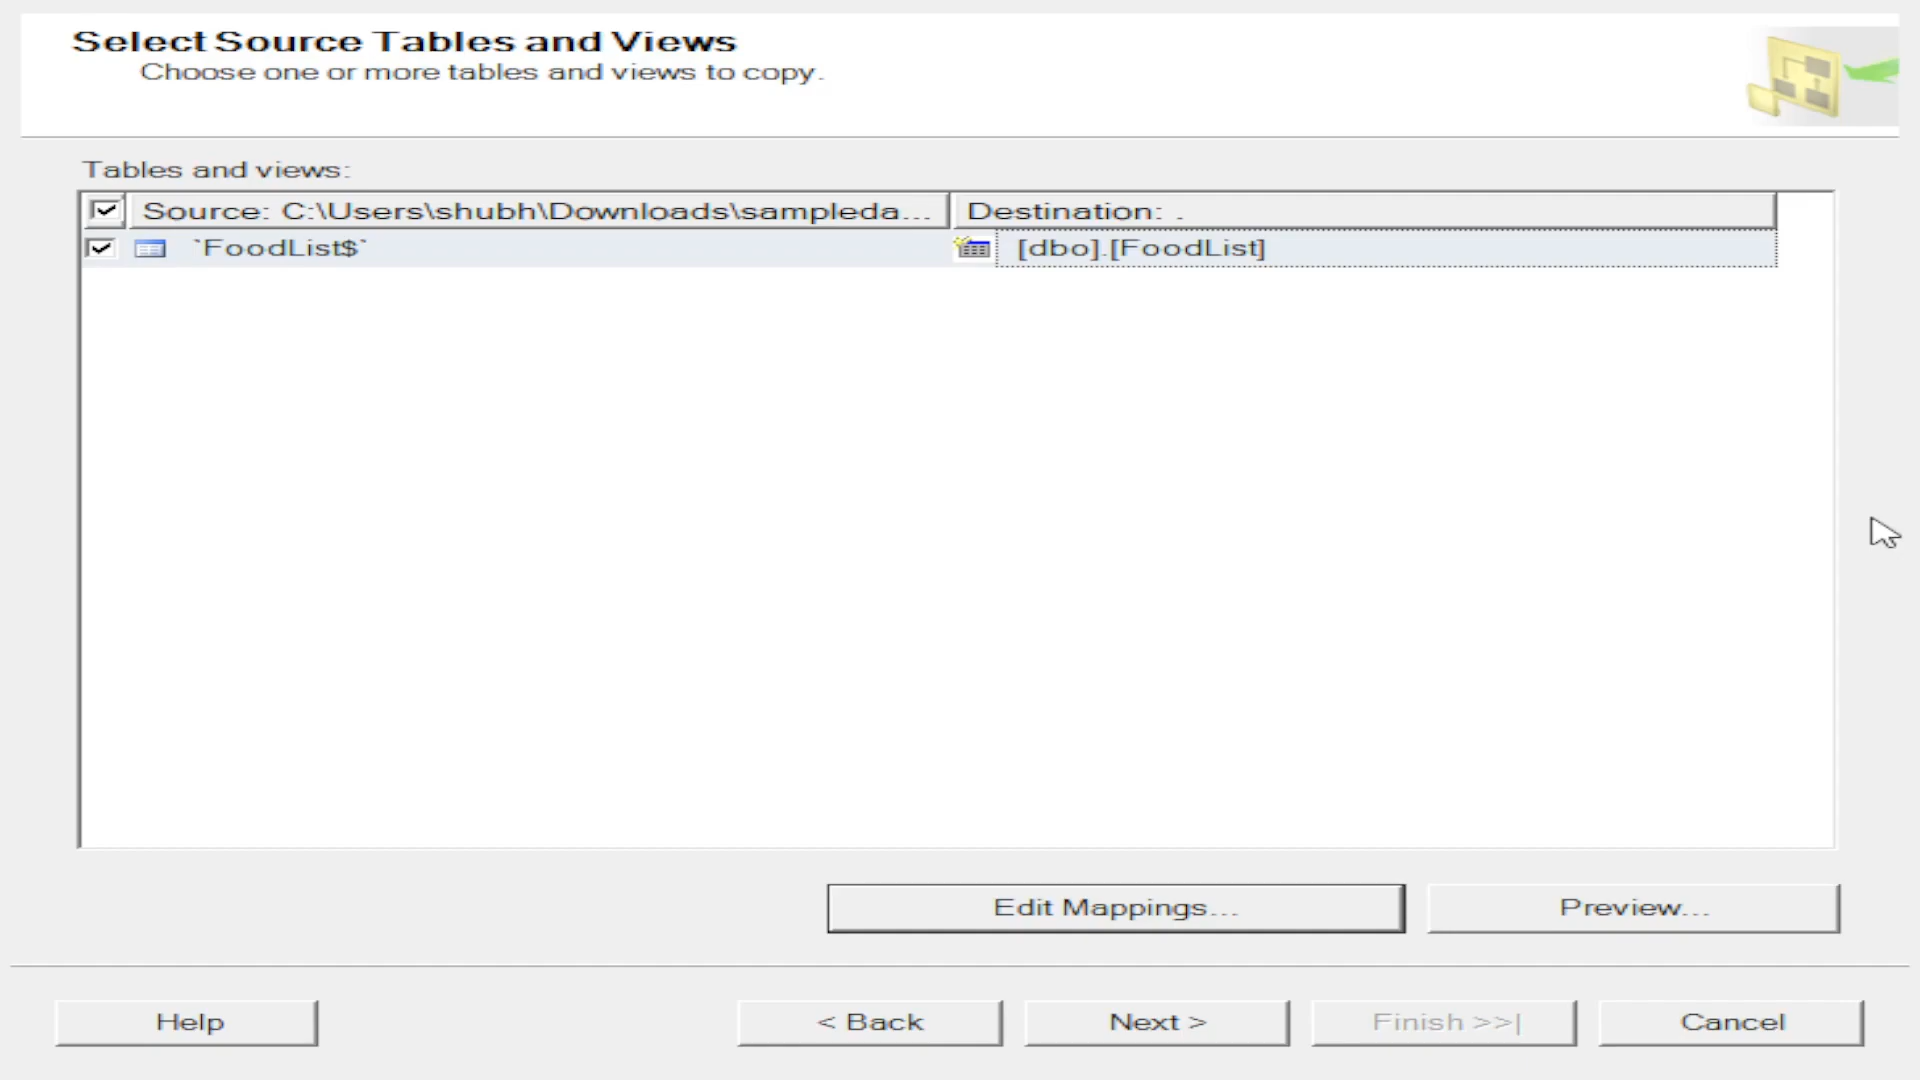 Select Source Tables and Views
Choose one or more tables and views to copy.
Tables and views:
Source: C:\Users\shubh\Downloads\sampleda... Destination: .
`FoodList$` [dbo].[FoodList]
Edit Mappings... Preview...
Help < Back Next > Finish >>| Cancel